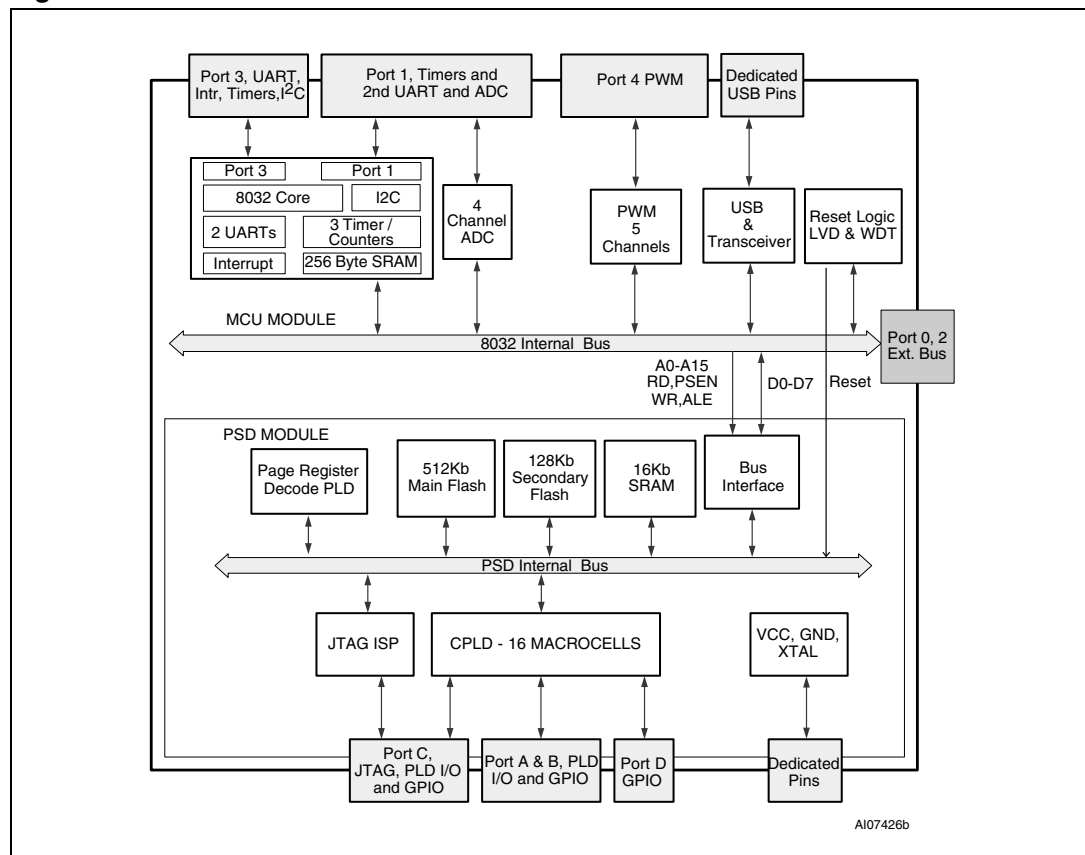 Port 3, UART,
Intr, Timers,I2C
Port 1, Timers and
2nd UART and ADC
Port 4 PWM
Dedicated
USB Pins
Port 3
Port 1
8032 Core
I2C
2 UARTs
3 Timer /
Counters
Interrupt
256 Byte SRAM
4
Channel
ADC
PWM
5
Channels
USB
&
Transceiver
Reset Logic
LVD & WDT
MCU MODULE
8032 Internal Bus
Port 0, 2
Ext. Bus
A0-A15
RD,PSEN
WR,ALE
D0-D7
Reset
PSD MODULE
Page Register
Decode PLD
512Kb
Main Flash
128Kb
Secondary
Flash
16Kb
SRAM
Bus
Interface
PSD Internal Bus
JTAG ISP
CPLD - 16 MACROCELLS
VCC, GND,
XTAL
Port C,
JTAG, PLD I/O
and GPIO
Port A & B, PLD
I/O and GPIO
Port D
GPIO
Dedicated
Pins
AI07426b